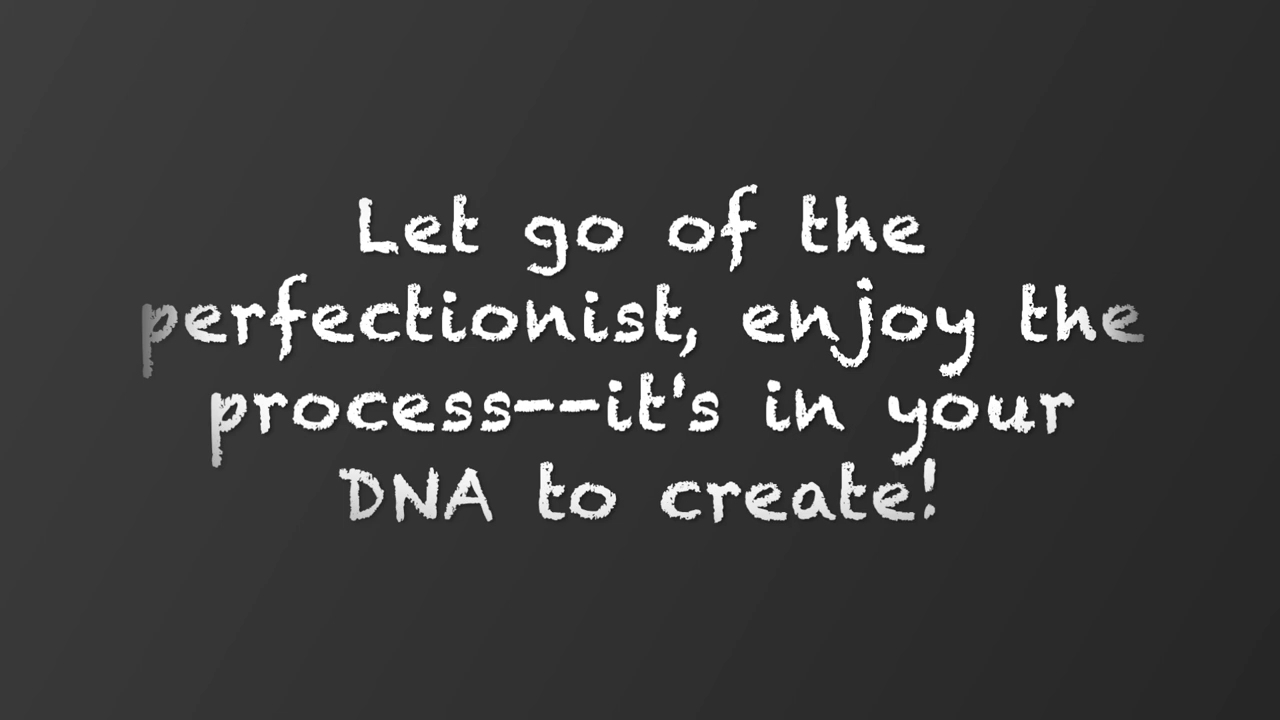 Let go of the
perfectionist, enjoy the
process--it's in your
DNA to create!